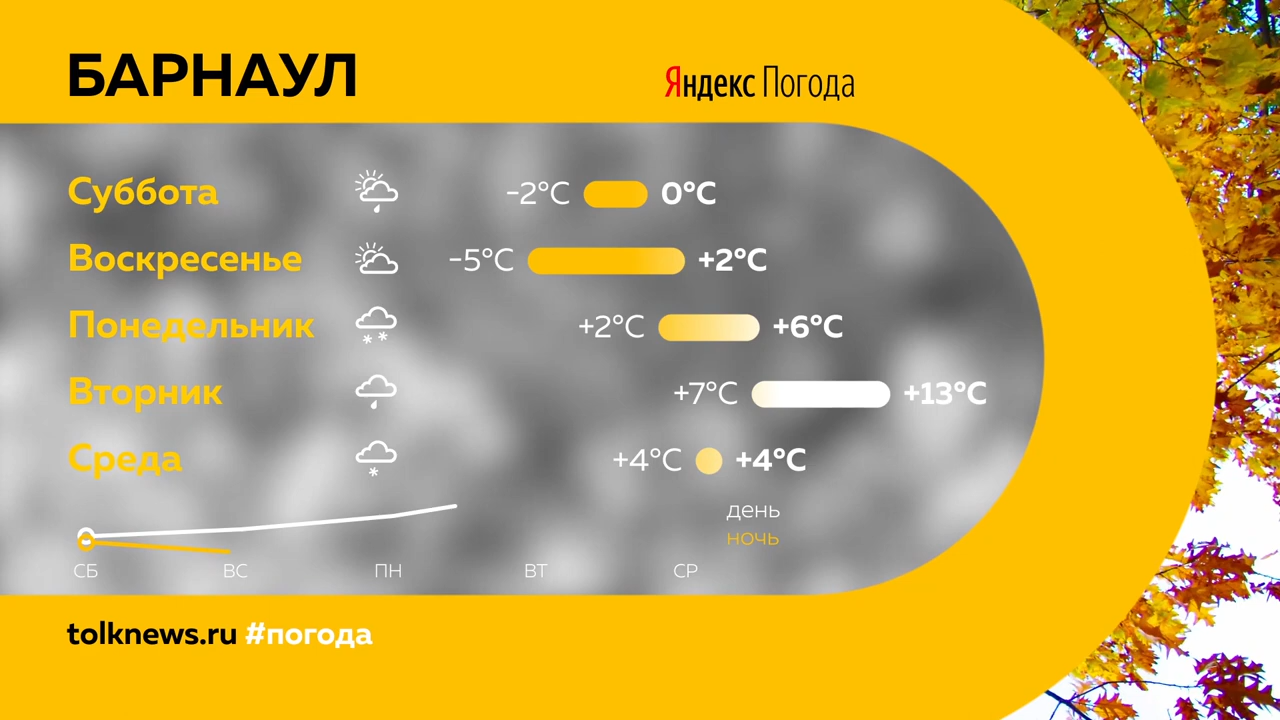 БАРНАУЛ
Яндекс Погода
Суббота -2°C 0°C
Воскресенье -5°C +2°C
Понедельник +2°C +6°C
Вторник +7°C +13°C
Среда +4°C +4°C
день
ночь
СБ ВС ПН ВТ СР
tolknews.ru #погода